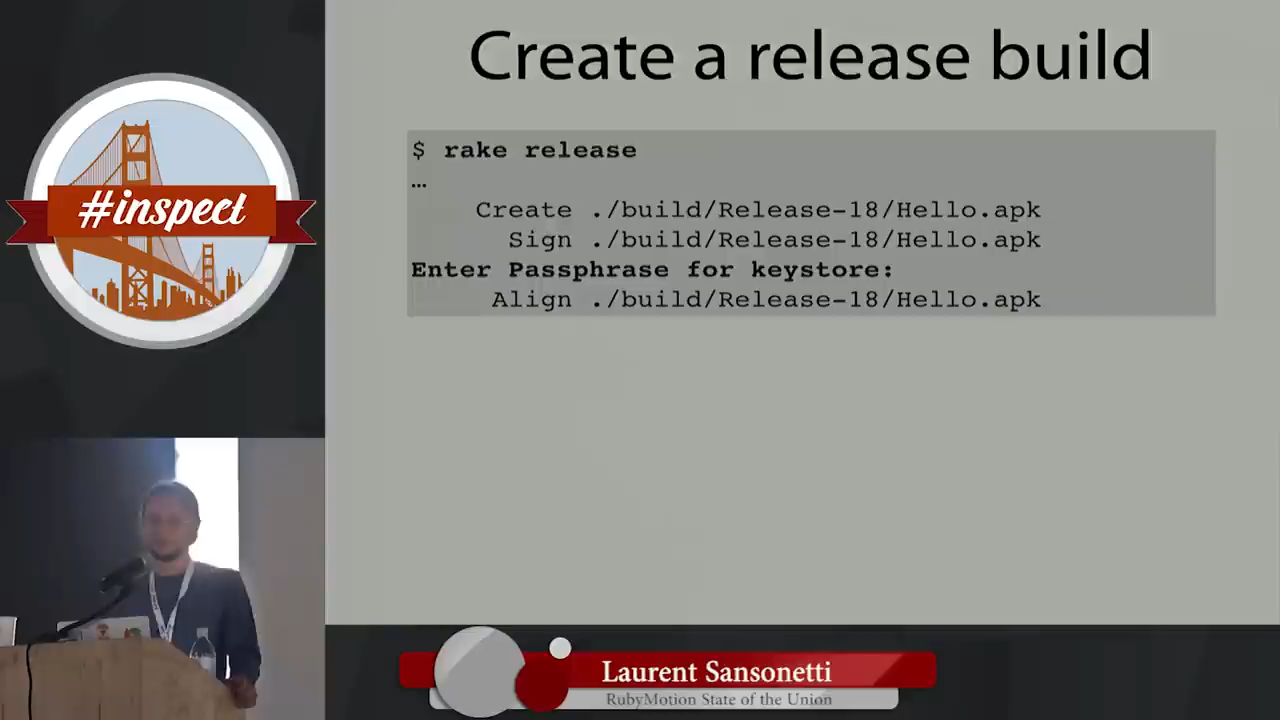 Create a release build
$ rake release
…
Create ./build/Release-18/Hello.apk
Sign ./build/Release-18/Hello.apk
Enter Passphrase for keystore:
Align ./build/Release-18/Hello.apk
#inspect
Laurent Sansonetti
RubyMotion State of the Union